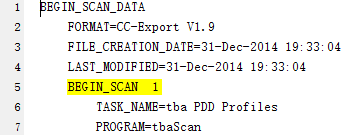 1 BEGIN_SCAN_DATA
2 FORMAT=CC-Export V1.9
3 FILE_CREATION_DATE=31-Dec-2014 19:33:04
4 LAST_MODIFIED=31-Dec-2014 19:33:04
5 BEGIN_SCAN  1
6 TASK_NAME=tba PDD Profiles
7 PROGRAM=tbaScan